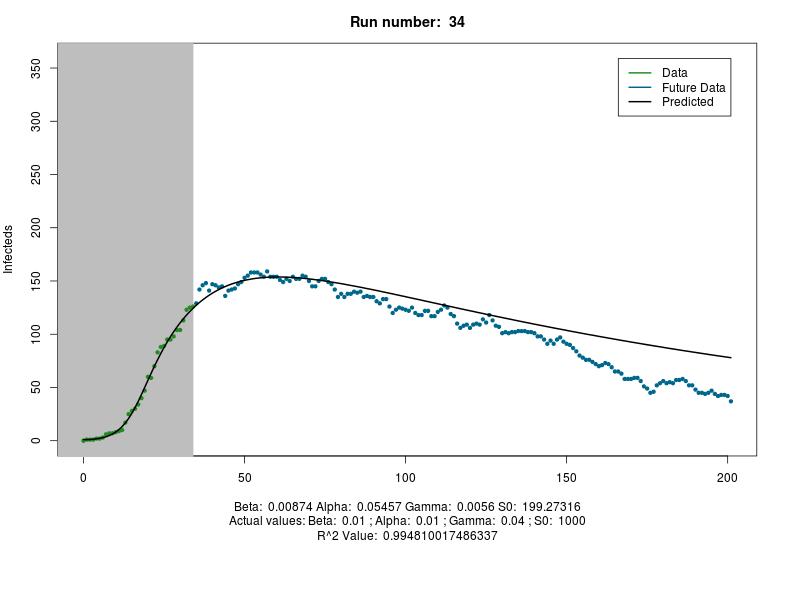 Run number: 34
Data
Future Data
Predicted
Infecteds
350
300
250
200
150
100
50
0
0 50 100 150 200
Beta: 0.00874 Alpha: 0.05457 Gamma: 0.0056 S0: 199.27316
Actual values: Beta: 0.01 ; Alpha: 0.01 ; Gamma: 0.04 ; S0: 1000
R^2 Value: 0.994810017486337